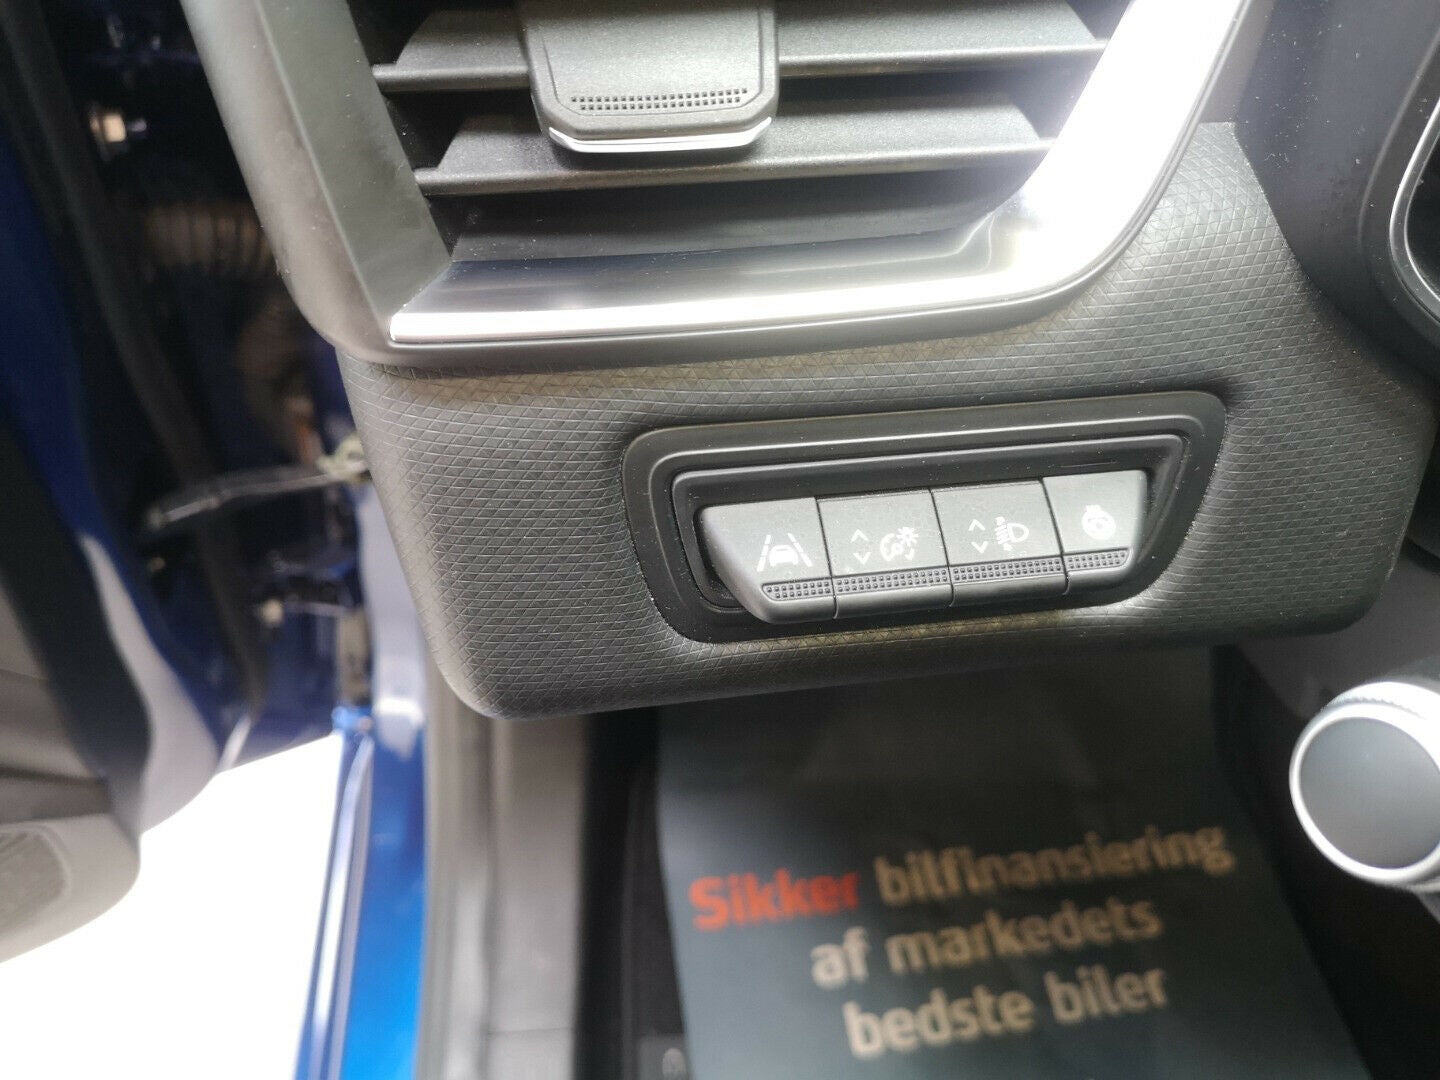 Sikker bilfinansiering
af markedets
bedste biler